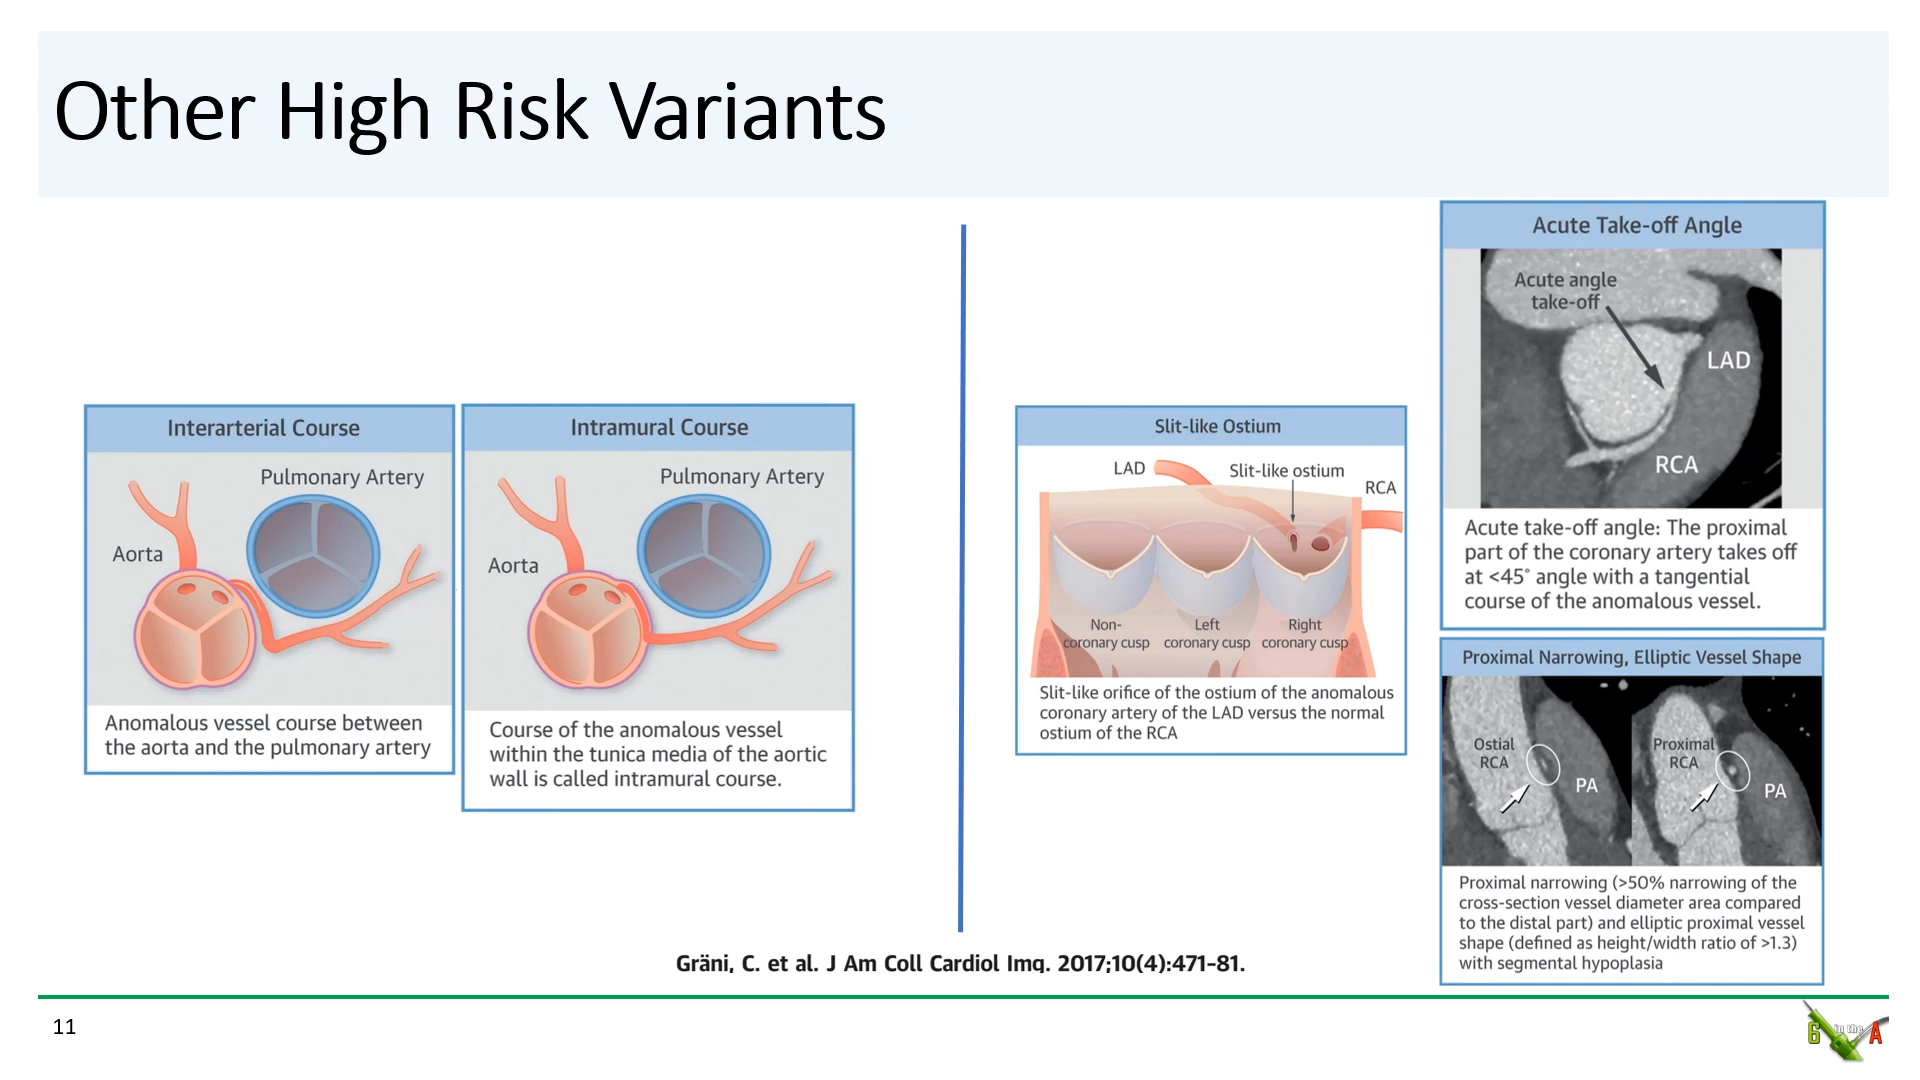 Other High Risk Variants
Interarterial Course
Pulmonary Artery
Aorta
Anomalous vessel course between
the aorta and the pulmonary artery
Intramural Course
Pulmonary Artery
Aorta
Course of the anomalous vessel
within the tunica media of the aortic
wall is called intramural course.
Slit-like Ostium
LAD
Slit-like ostium
RCA
Non-
coronary cusp
Left
coronary cusp
Right
coronary cusp
Slit-like orifice of the ostium of the anomalous
coronary artery of the LAD versus the normal
ostium of the RCA
Acute Take-off Angle
Acute angle
take-off
LAD
RCA
Acute take-off angle: The proximal
part of the coronary artery takes off
at <45° angle with a tangential
course of the anomalous vessel.
Proximal Narrowing, Elliptic Vessel Shape
Ostial
RCA
PA
Proximal
RCA
PA
Proximal narrowing (>50% narrowing of the
cross-section vessel diameter area compared
to the distal part) and elliptic proximal vessel
shape (defined as height/width ratio of >1.3)
with segmental hypoplasia
Gräni, C. et al. J Am Coll Cardiol Img. 2017;10(4):471-81.
11
6 in the A